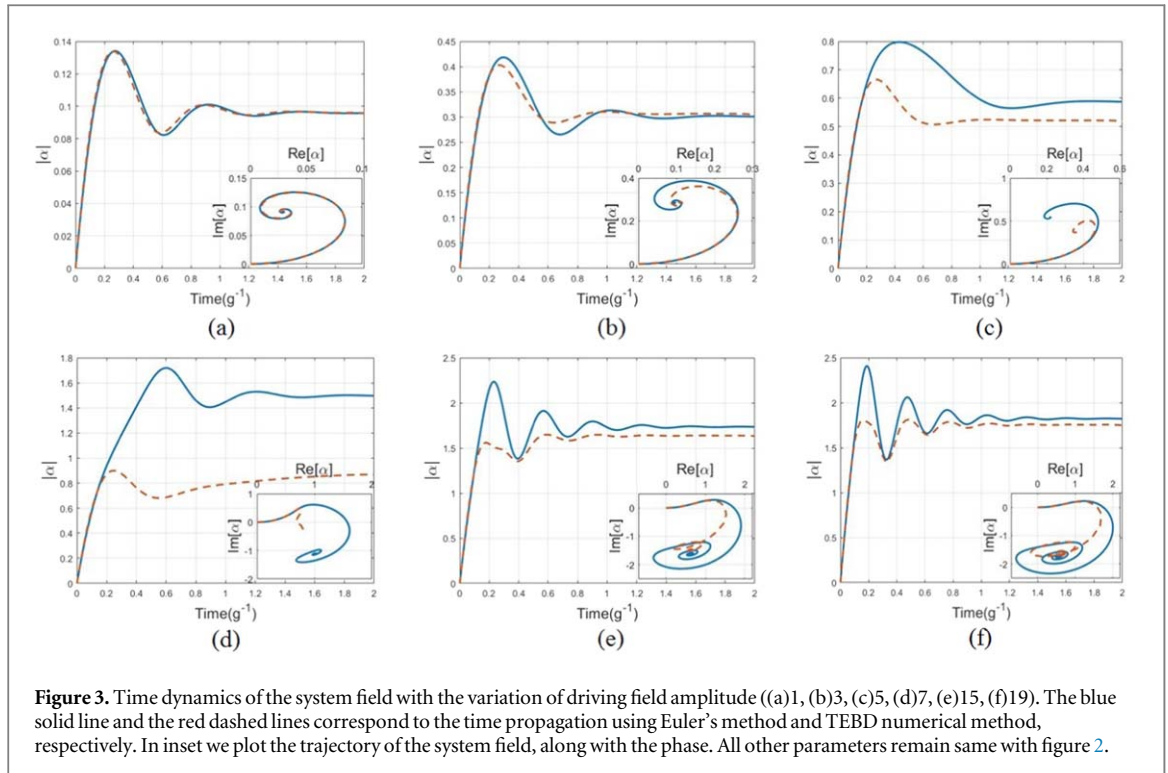 0.14
0.12
0.1
0.08
0.06
0.04
0.02
0
|α|
0 0.2 0.4 0.6 0.8 1 1.2 1.4 1.6 1.8 2
Time(g-1)
Re[α]
0 0.05 0.1
0.15
0.1
0.05
0
Im[α]
(a)
0.45
0.4
0.35
0.3
0.25
0.2
0.15
0.1
0.05
0
|α|
0 0.2 0.4 0.6 0.8 1 1.2 1.4 1.6 1.8 2
Time(g-1)
Re[α]
0 0.1 0.2 0.3
0.4
0.2
0
Im[α]
(b)
0.8
0.7
0.6
0.5
0.4
0.3
0.2
0.1
0
|α|
0 0.2 0.4 0.6 0.8 1 1.2 1.4 1.6 1.8 2
Time(g-1)
Re[α]
0 0.2 0.4 0.6
1
0.5
0
Im[α]
(c)
1.8
1.6
1.4
1.2
1
0.8
0.6
0.4
0.2
0
|α|
0 0.2 0.4 0.6 0.8 1 1.2 1.4 1.6 1.8 2
Time(g-1)
Re[α]
0 1 2
1
0
-1
-2
Im[α]
(d)
2.5
2
1.5
1
0.5
0
|α|
0 0.2 0.4 0.6 0.8 1 1.2 1.4 1.6 1.8 2
Time(g-1)
Re[α]
0 1 2
0
-1
-2
Im[α]
(e)
2.5
2
1.5
1
0.5
0
|α|
0 0.2 0.4 0.6 0.8 1 1.2 1.4 1.6 1.8 2
Time(g-1)
Re[α]
0 1 2
0
-1
-2
Im[α]
(f)
Figure 3. Time dynamics of the system field with the variation of driving field amplitude ((a)1, (b)3, (c)5, (d)7, (e)15, (f)19). The blue
solid line and the red dashed lines correspond to the time propagation using Euler's method and TEBD numerical method,
respectively. In inset we plot the trajectory of the system field, along with the phase. All other parameters remain same with figure 2.